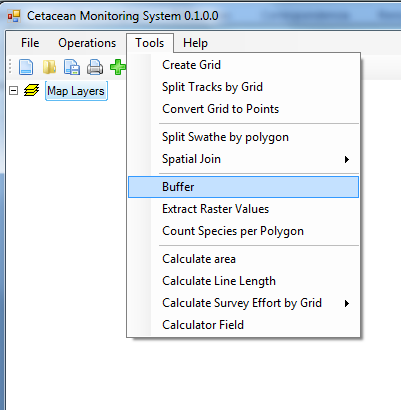 Cetacean Monitoring System 0.1.0.0
File Operations Tools Help
Map Layers
Create Grid
Split Tracks by Grid
Convert Grid to Points
Split Swathe by polygon
Spatial Join
Buffer
Extract Raster Values
Count Species per Polygon
Calculate area
Calculate Line Length
Calculate Survey Effort by Grid
Calculator Field